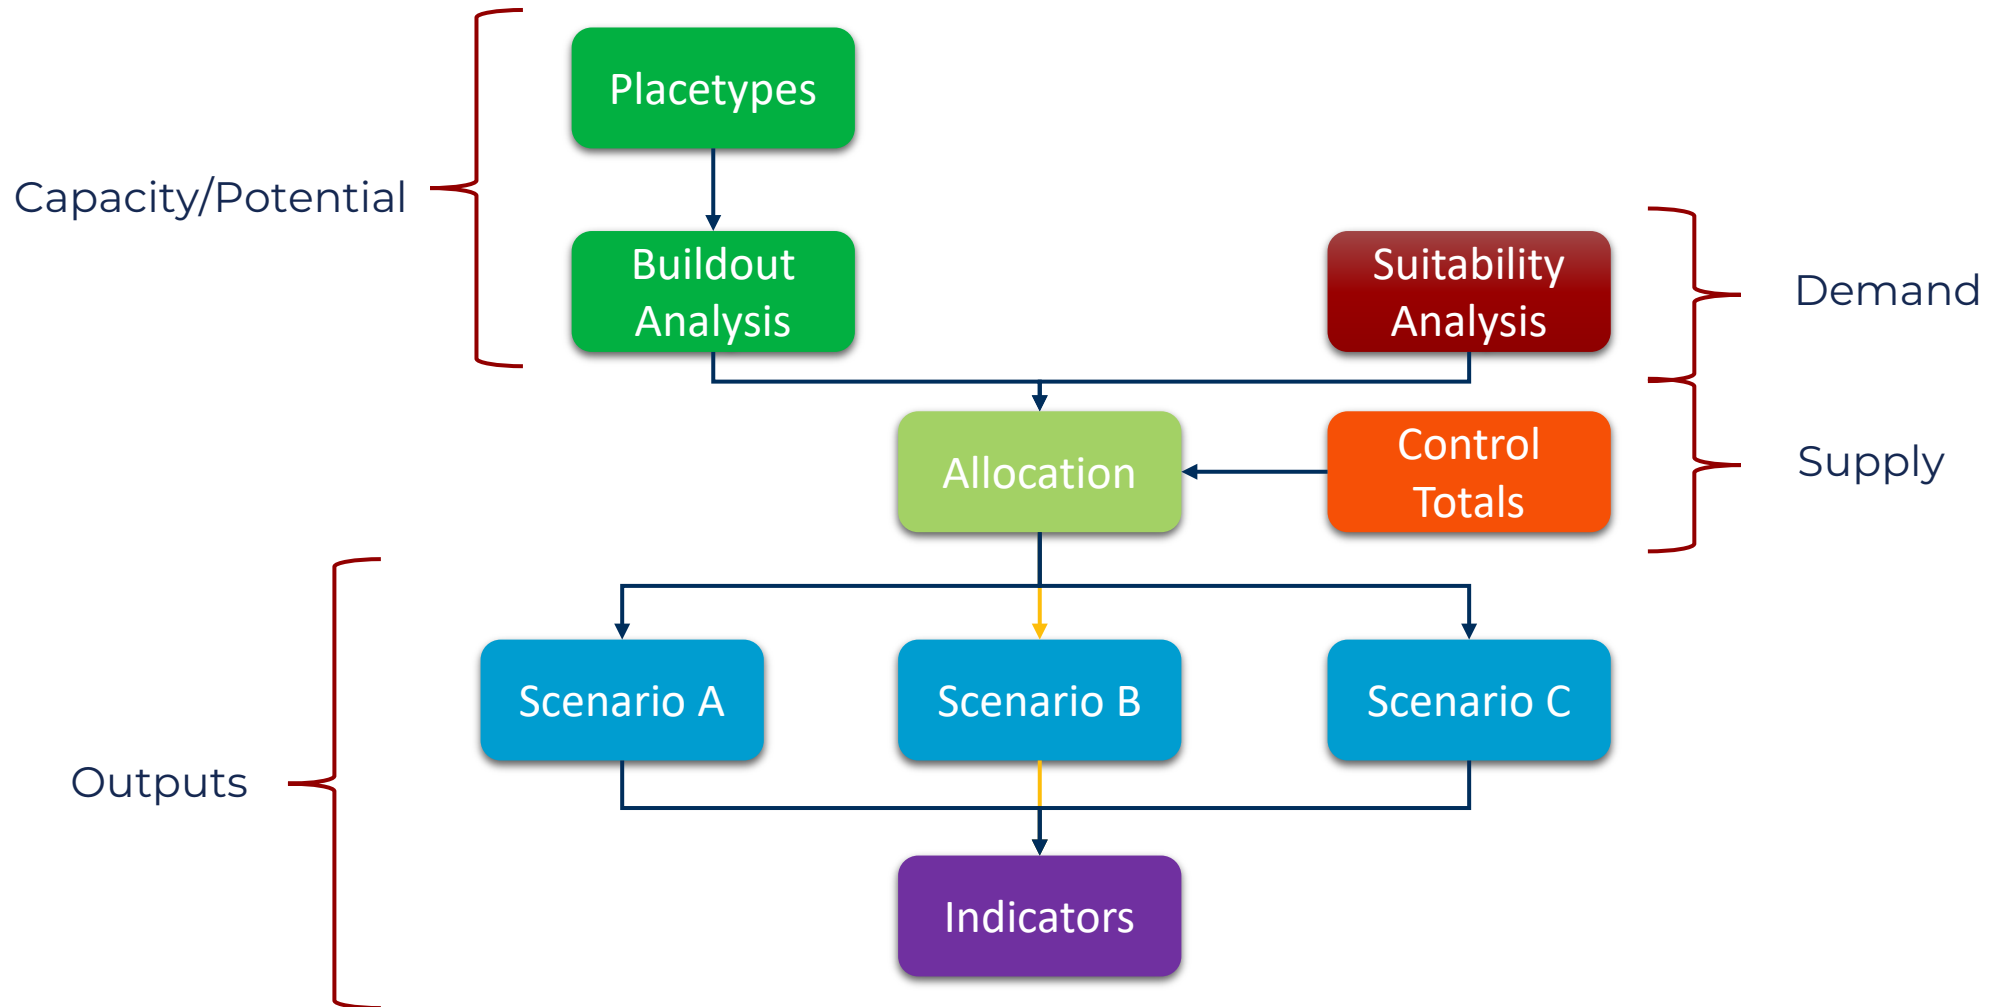 Placetypes
Capacity/Potential
Buildout
Analysis
Suitability
Analysis
Demand
Allocation
Control
Totals
Supply
Scenario A
Scenario B
Scenario C
Outputs
Indicators